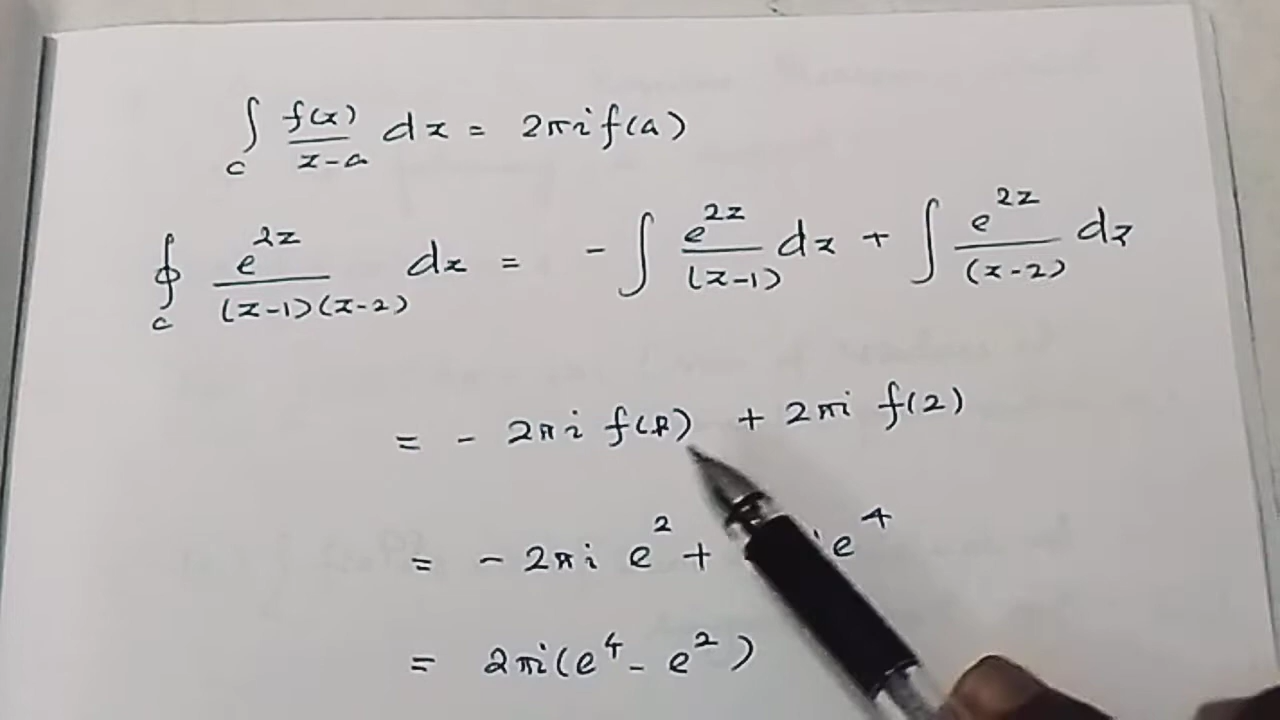 ∫_C f(z)/(z-a) dz = 2πi f(a)
∮_C e^{2z}/((z-1)(z-2)) dz = - ∫ e^{2z}/(z-1) dz + ∫ e^{2z}/(z-2) dz
= - 2πi f( ) + 2πi f(2)
= - 2πi e^2 + i e^4
= 2πi(e^4 - e^2)